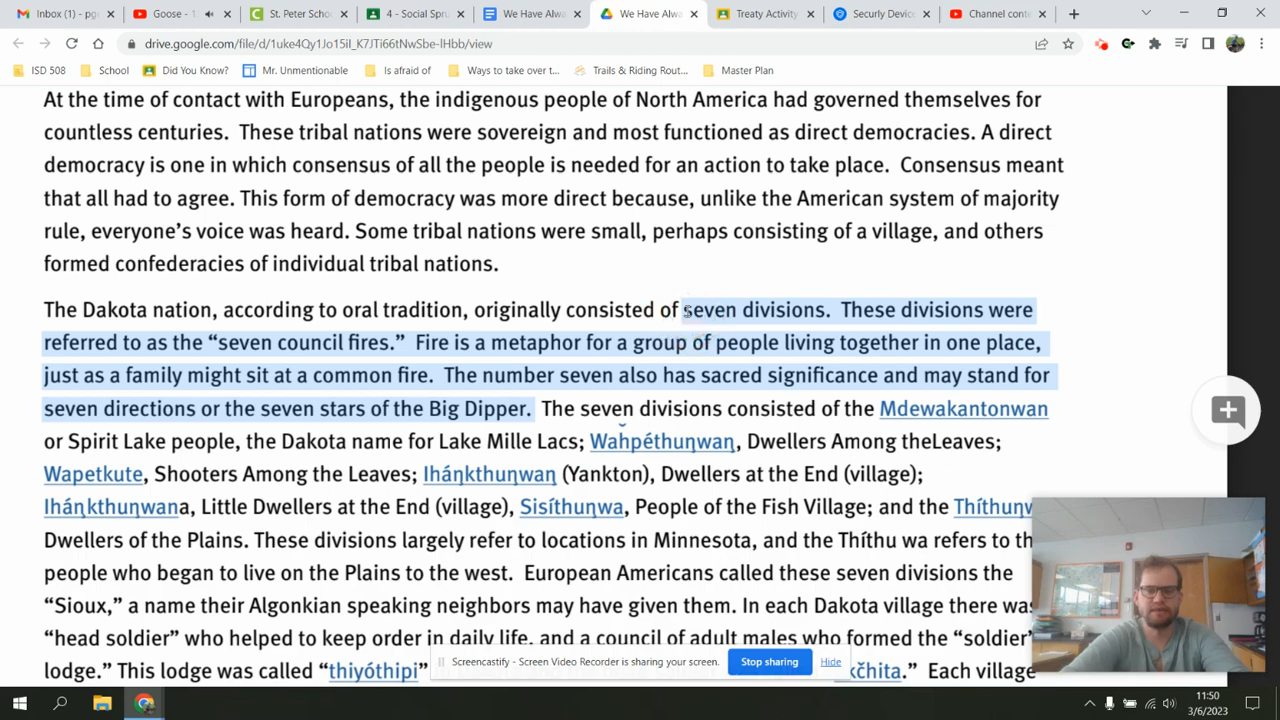 Inbox (1) - pg
Goose - 1
St. Peter Scho
4 - Social Spru
We Have Alwa
We Have Alwa
Treaty Activity
Securly Device
Channel conte
drive.google.com/file/d/1uke4Qy1Jo15iI_K7JTi66tNwSbe-lHbb/view
ISD 508
School
Did You Know?
Mr. Unmentionable
Is afraid of
Ways to take over t...
Trails & Riding Rout...
Master Plan
At the time of contact with Europeans, the indigenous people of North America had governed themselves for
countless centuries. These tribal nations were sovereign and most functioned as direct democracies. A direct
democracy is one in which consensus of all the people is needed for an action to take place. Consensus meant
that all had to agree. This form of democracy was more direct because, unlike the American system of majority
rule, everyone's voice was heard. Some tribal nations were small, perhaps consisting of a village, and others
formed confederacies of individual tribal nations.
The Dakota nation, according to oral tradition, originally consisted of seven divisions. These divisions were
referred to as the “seven council fires.” Fire is a metaphor for a group of people living together in one place,
just as a family might sit at a common fire. The number seven also has sacred significance and may stand for
seven directions or the seven stars of the Big Dipper. The seven divisions consisted of the Mdewakantonwan
or Spirit Lake people, the Dakota name for Lake Mille Lacs; Waȟpéthuŋwaŋ, Dwellers Among theLeaves;
Wapetkute, Shooters Among the Leaves; Iháŋkthuŋwaŋ (Yankton), Dwellers at the End (village);
Iháŋkthuŋwana, Little Dwellers at the End (village), Sisíthuŋwa, People of the Fish Village; and the Thíthuŋw
Dwellers of the Plains. These divisions largely refer to locations in Minnesota, and the Thíthu wa refers to th
people who began to live on the Plains to the west. European Americans called these seven divisions the
“Sioux,” a name their Algonkian speaking neighbors may have given them. In each Dakota village there was
“head soldier” who helped to keep order in daily life, and a council of adult males who formed the “soldier
lodge.” This lodge was called “thiyóthipi” kčhita.” Each village
Screencastify - Screen Video Recorder is sharing your screen.
Stop sharing
Hide
11:50
3/6/2023